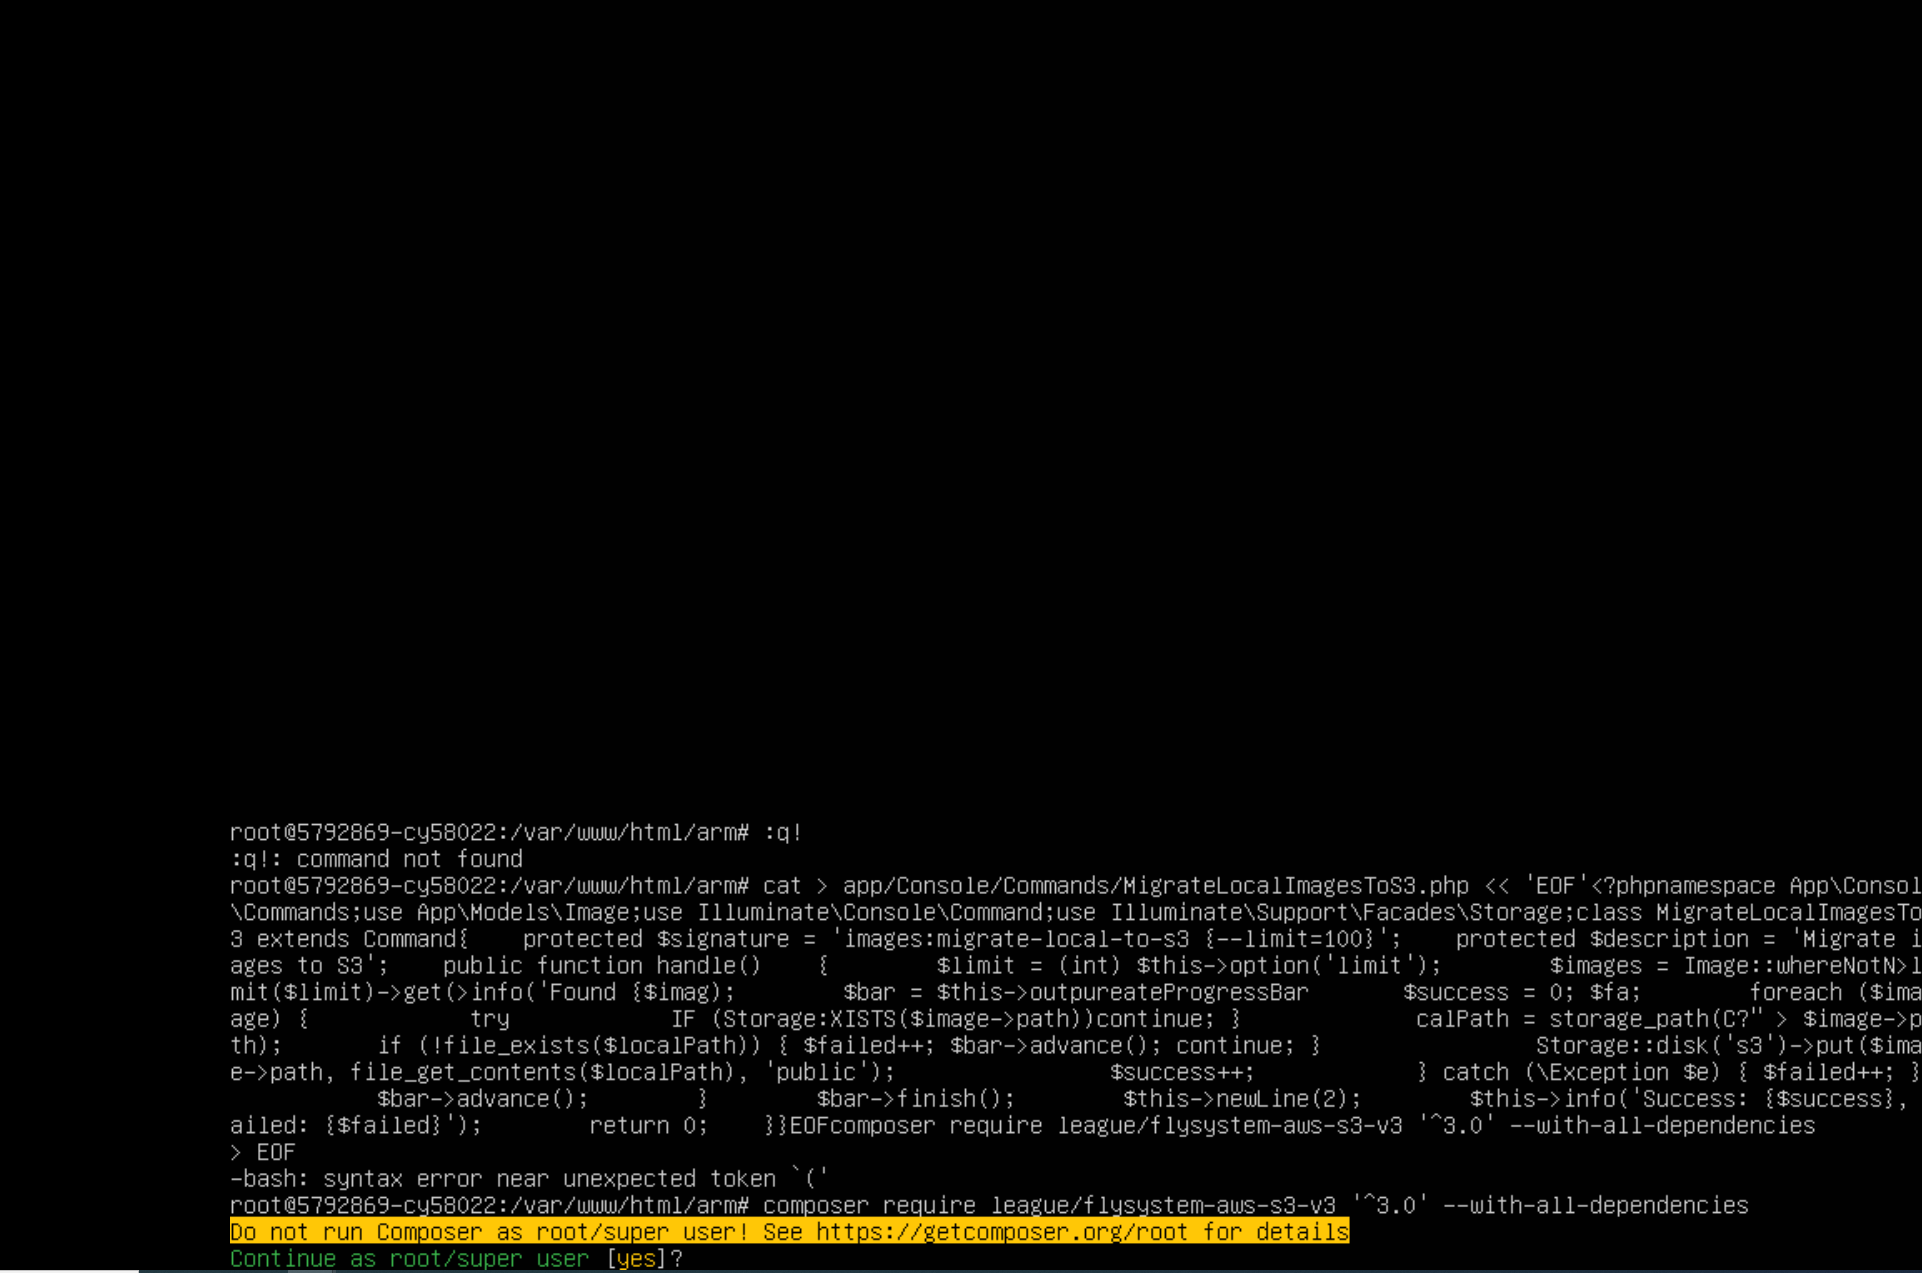 root@5792869-cy58022:/var/www/html/arm# :q!
:q!: command not found
root@5792869-cy58022:/var/www/html/arm# cat > app/Console/Commands/MigrateLocalImagesToS3.php << 'EOF'<?phpnamespace App\Consol
\Commands;use App\Models\Image;use Illuminate\Console\Command;use Illuminate\Support\Facades\Storage;class MigrateLocalImagesTo
3 extends Command{    protected $signature = 'images:migrate-local-to-s3 {--limit=100}';    protected $description = 'Migrate i
ages to S3';    public function handle()    {        $limit = (int) $this->option('limit');        $images = Image::whereNotN>l
mit($limit)->get(>info('Found {$imag);        $bar = $this->outpureateProgressBar       $success = 0; $fa;        foreach ($ima
age) {            try            IF (Storage:XISTS($image->path))continue; }             calPath = storage_path(C?" > $image->p
th);       if (!file_exists($localPath)) { $failed++; $bar->advance(); continue; }                Storage::disk('s3')->put($ima
e->path, file_get_contents($localPath), 'public');                $success++;            } catch (\Exception $e) { $failed++; }
           $bar->advance();        }        $bar->finish();        $this->newLine(2);        $this->info('Success: {$success},
ailed: {$failed}');        return 0;    }}EOFcomposer require league/flysystem-aws-s3-v3 '^3.0' --with-all-dependencies
> EOF
-bash: syntax error near unexpected token `('
root@5792869-cy58022:/var/www/html/arm# composer require league/flysystem-aws-s3-v3 '^3.0' --with-all-dependencies
Do not run Composer as root/super user! See https://getcomposer.org/root for details
Continue as root/super user [yes]?